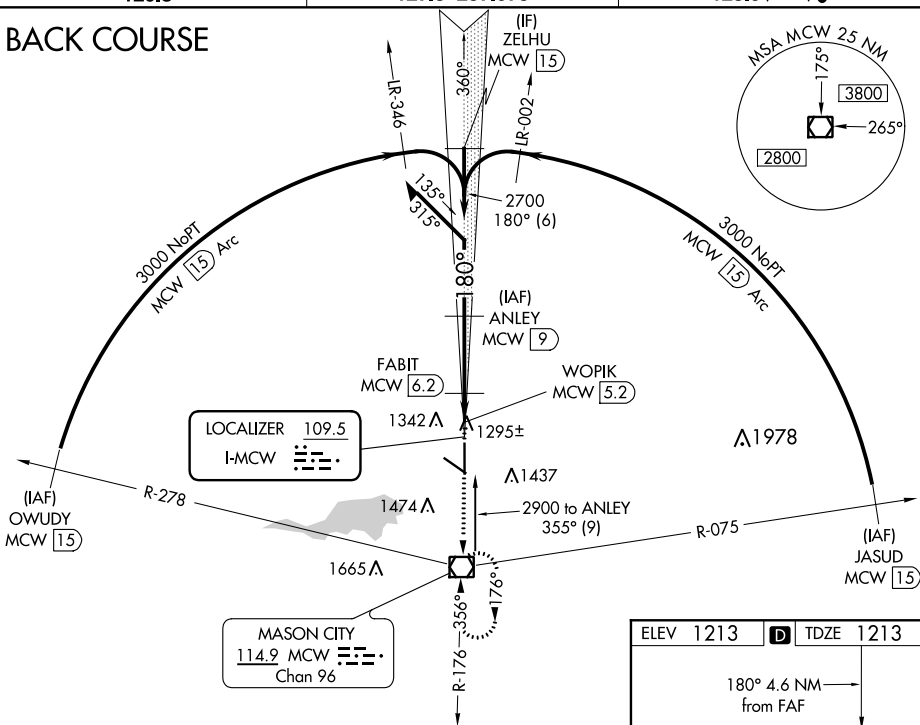 BACK COURSE
(IF)
ZELHU
MCW 15
MSA MCW 25 NM
175°
3800
265°
2800
LR-346
360°
LR-002
135°
315°
2700
180° (6)
3000 NoPT
MCW 15 Arc
3000 NoPT
MCW 15 Arc
180°
(IAF)
ANLEY
MCW 9
FABIT
MCW 6.2
WOPIK
MCW 5.2
1342
1295±
LOCALIZER 109.5
I-MCW
1978
1437
1474
2900 to ANLEY
355° (9)
R-278
R-075
(IAF)
OWUDY
MCW 15
(IAF)
JASUD
MCW 15
1665
356°
176°
R-176
MASON CITY
114.9 MCW
Chan 96
ELEV 1213 D TDZE 1213
180° 4.6 NM
from FAF